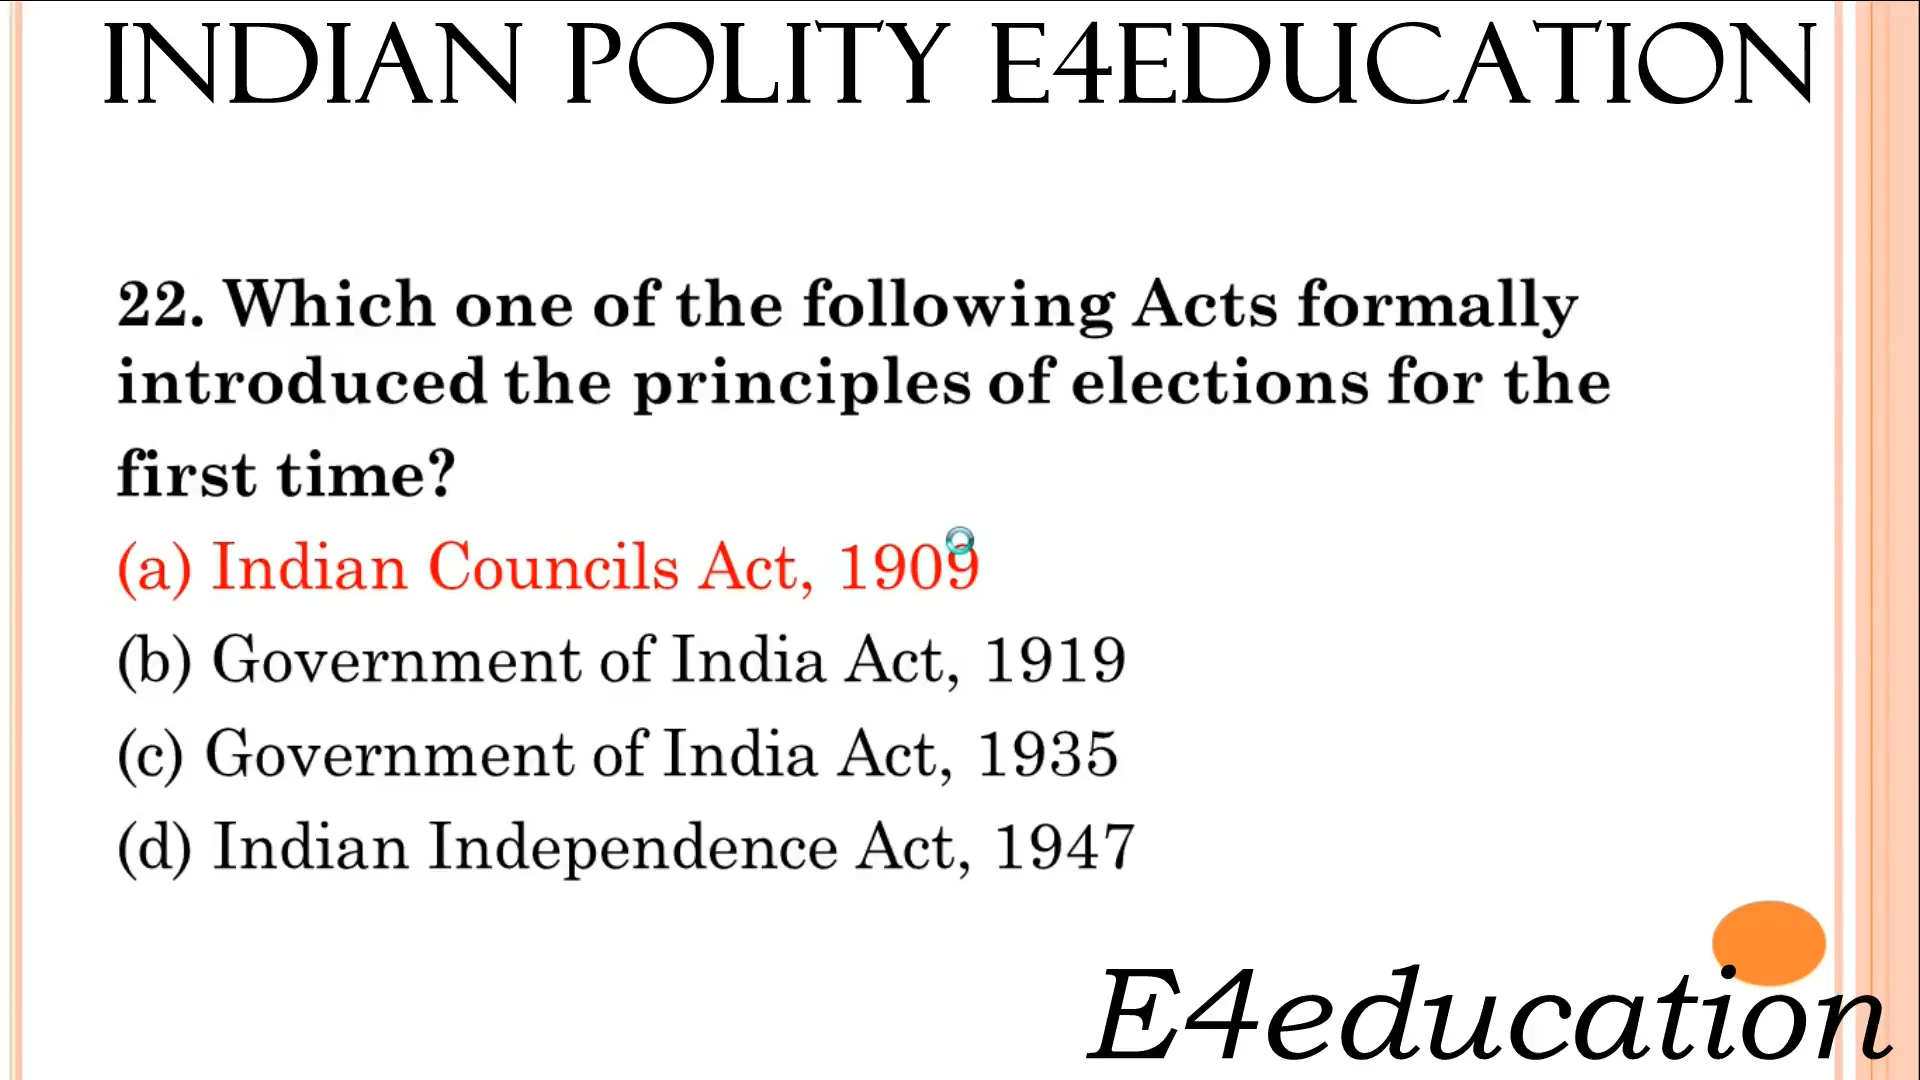 INDIAN POLITY E4EDUCATION
22. Which one of the following Acts formally
introduced the principles of elections for the
first time?
(a) Indian Councils Act, 1909
(b) Government of India Act, 1919
(c) Government of India Act, 1935
(d) Indian Independence Act, 1947
E4education